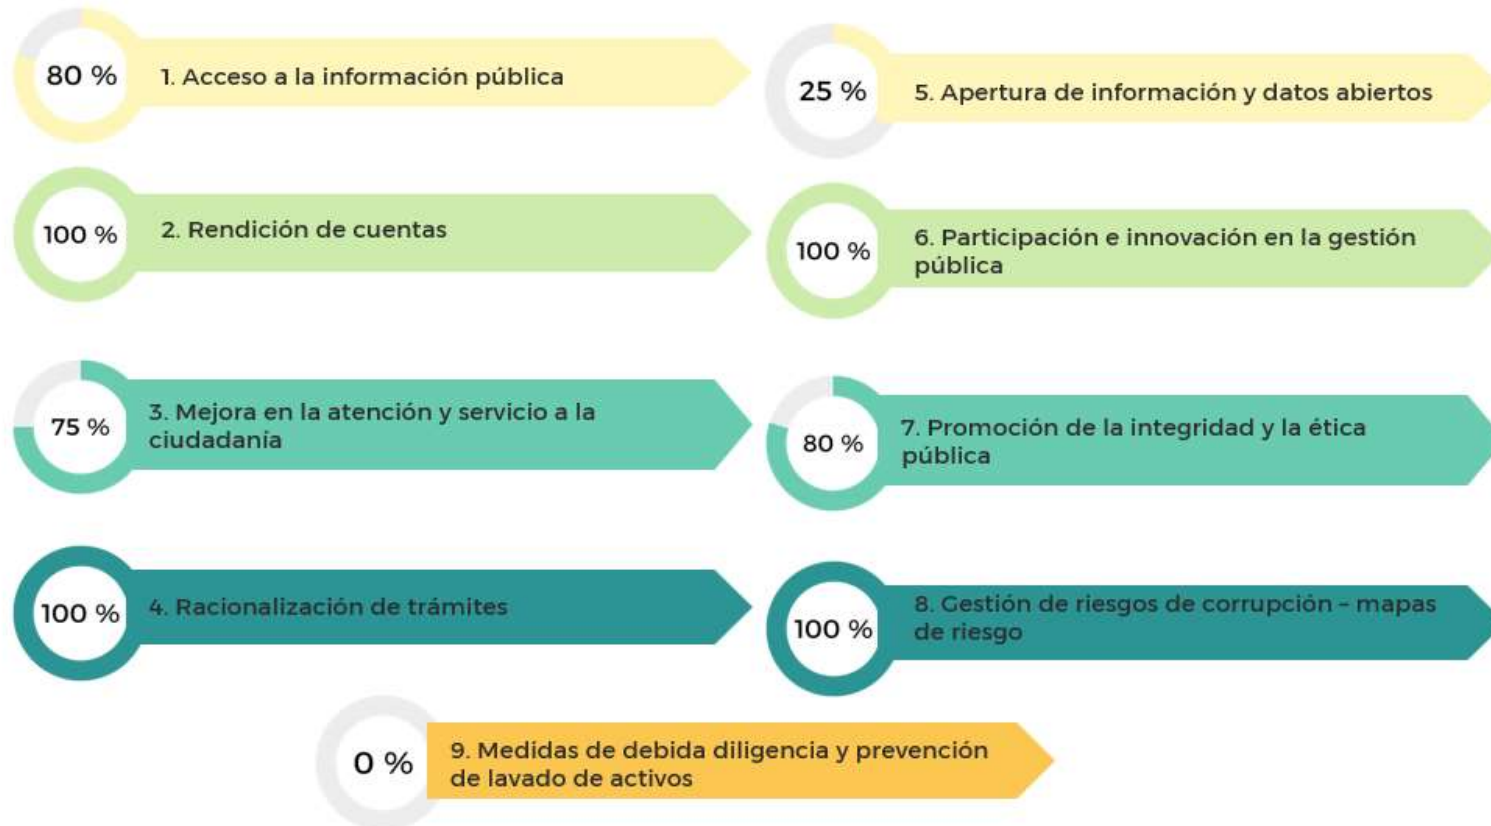 80 %
1. Acceso a la información pública
100 %
2. Rendición de cuentas
75 %
3. Mejora en la atención y servicio a la
ciudadanía
100 %
4. Racionalización de trámites
25 %
5. Apertura de información y datos abiertos
100 %
6. Participación e innovación en la gestión
pública
80 %
7. Promoción de la integridad y la ética
pública
100 %
8. Gestión de riesgos de corrupción – mapas
de riesgo
0 %
9. Medidas de debida diligencia y prevención
de lavado de activos